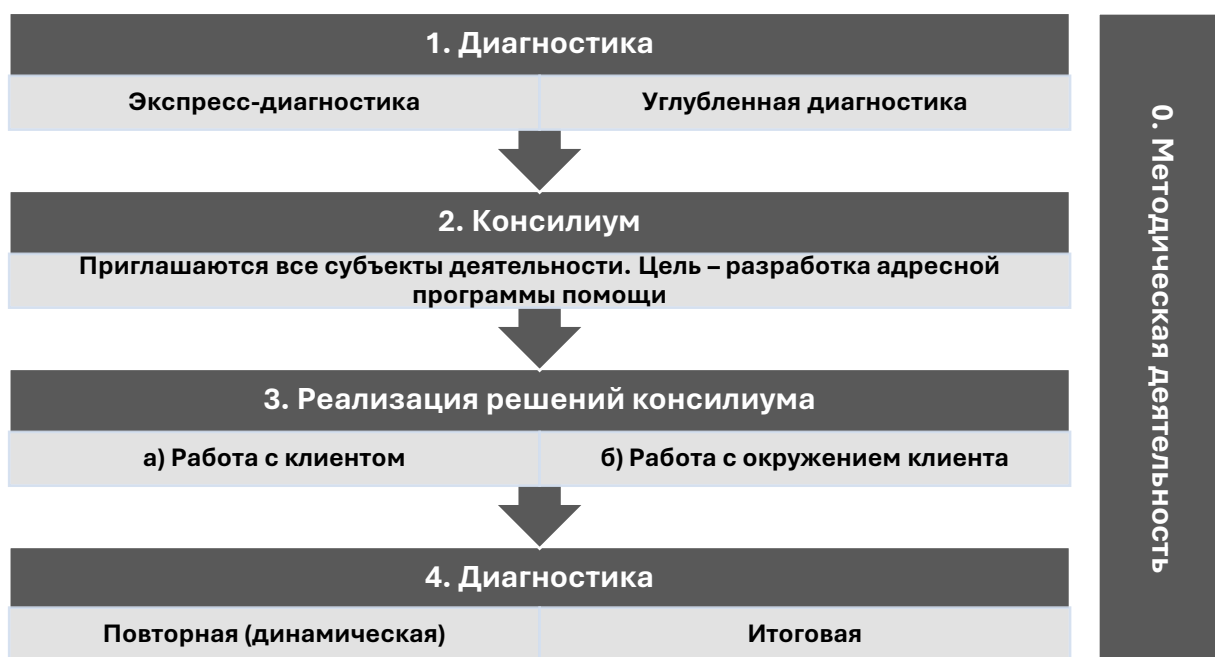 1. Диагностика
Экспресс-диагностика
Углубленная диагностика
2. Консилиум
Приглашаются все субъекты деятельности. Цель – разработка адресной
программы помощи
3. Реализация решений консилиума
а) Работа с клиентом
б) Работа с окружением клиента
4. Диагностика
Повторная (динамическая)
Итоговая
0. Методическая деятельность